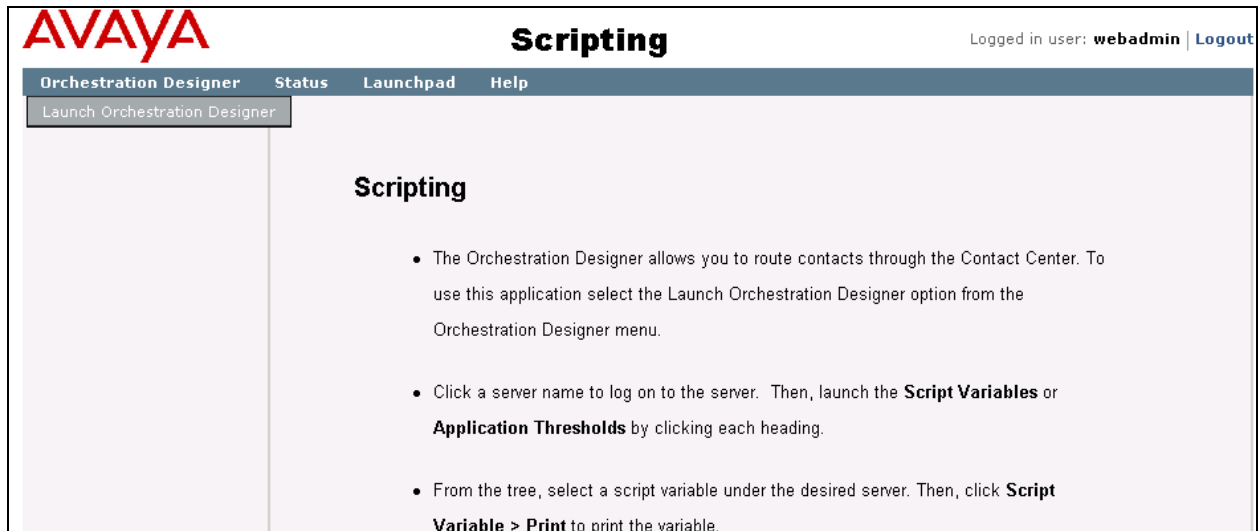 AVAYA
Scripting
Logged in user: webadmin | Logout
Orchestration Designer Status Launchpad Help
Launch Orchestration Designer
Scripting
• The Orchestration Designer allows you to route contacts through the Contact Center. To
use this application select the Launch Orchestration Designer option from the
Orchestration Designer menu.
• Click a server name to log on to the server. Then, launch the Script Variables or
Application Thresholds by clicking each heading.
• From the tree, select a script variable under the desired server. Then, click Script
Variable > Print to print the variable.